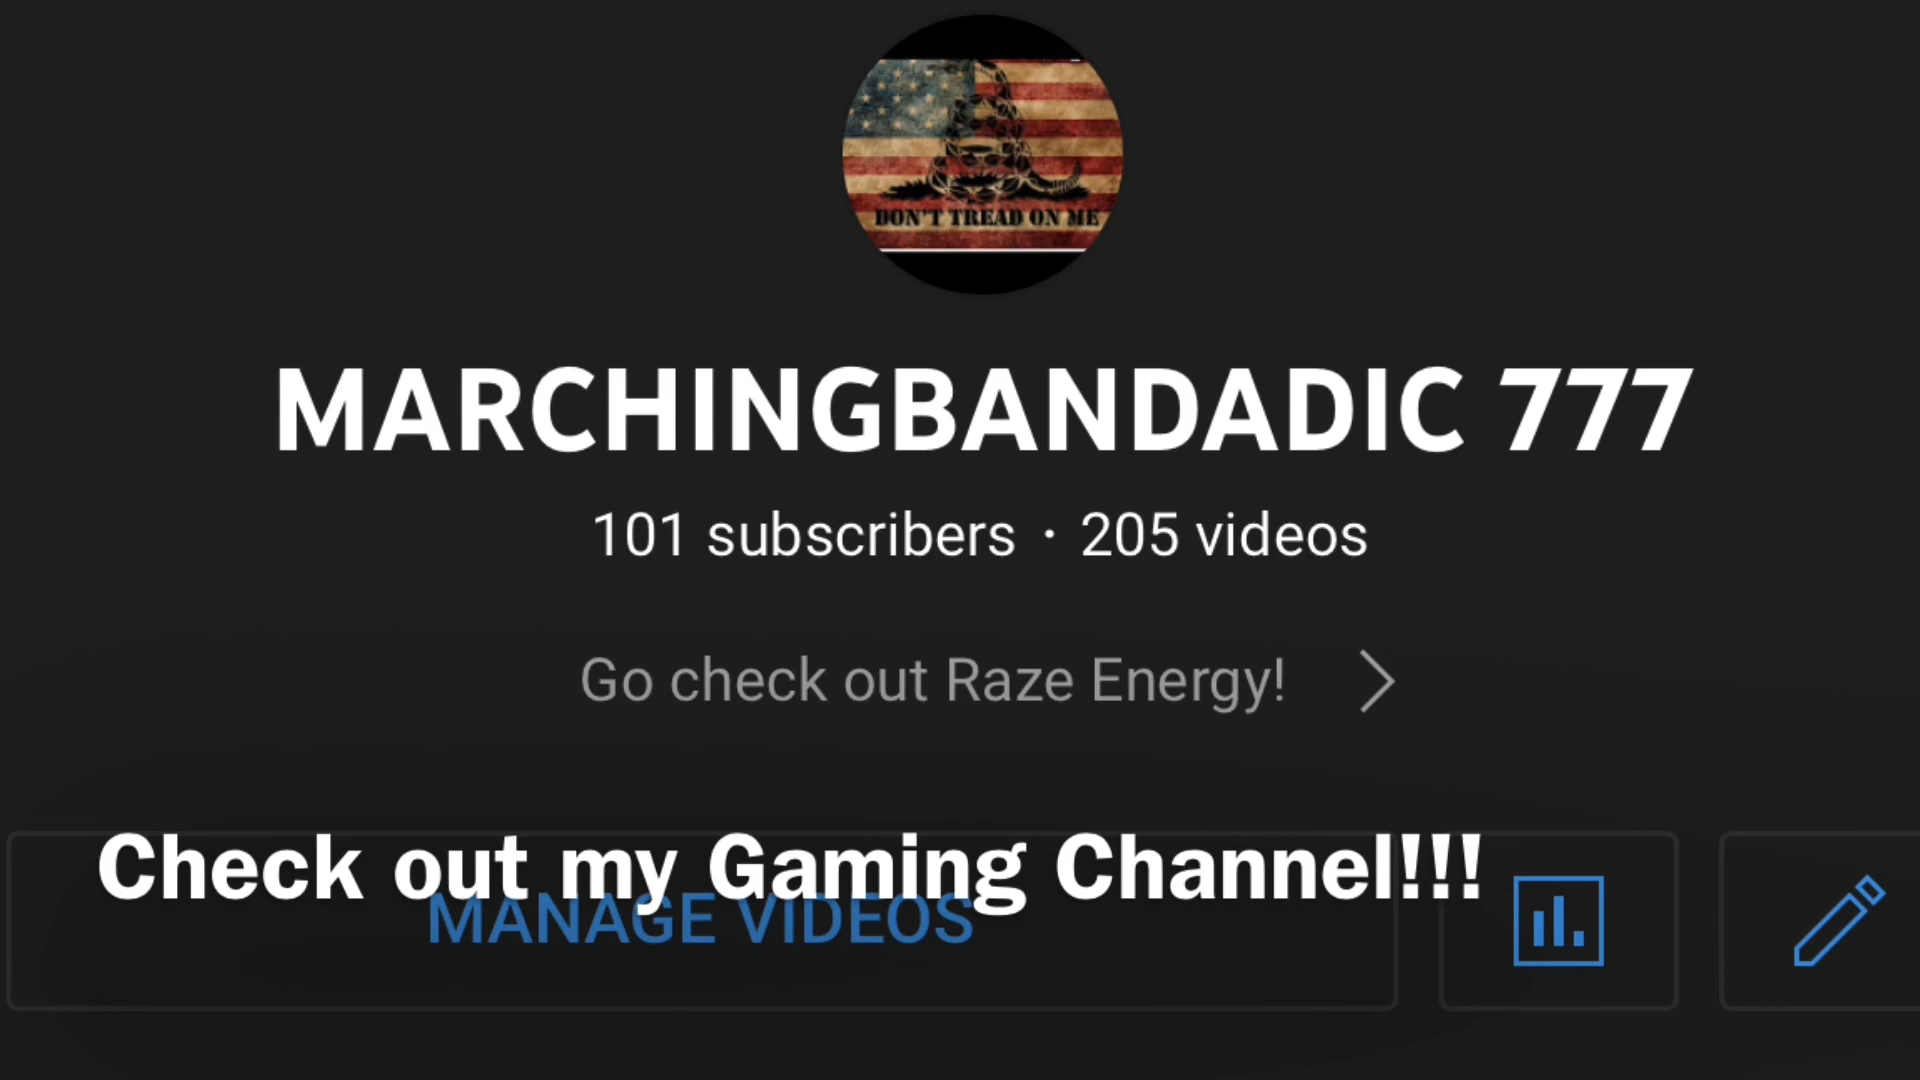 DON'T TREAD ON ME
MARCHINGBANDADIC 777
101 subscribers · 205 videos
Go check out Raze Energy!
Check out my Gaming Channel!!!
MANAGE VIDEOS